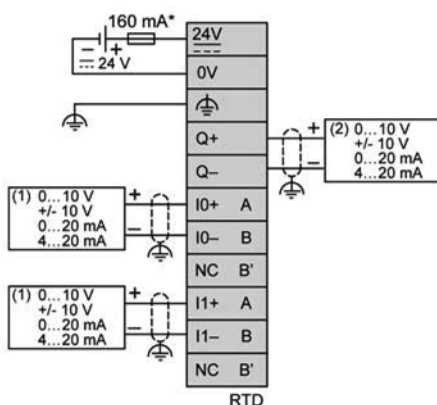 160 mA*
24V
– +
24 V
0V
Q+
+
(2) 0...10 V
+/- 10 V
0...20 mA
4...20 mA
Q–
–
(1) 0...10 V
+/- 10 V
0...20 mA
4...20 mA
+
I0+ A
–
I0– B
NC B'
(1) 0...10 V
+/- 10 V
0...20 mA
4...20 mA
+
I1+ A
–
I1– B
NC B'
RTD